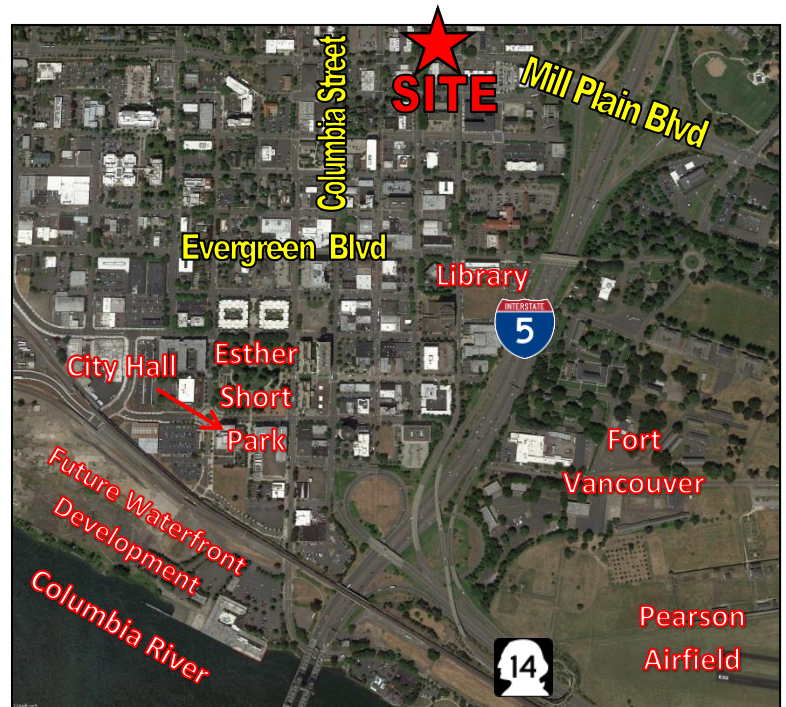 SITE
Columbia Street
Mill Plain Blvd
Evergreen Blvd
Library
INTERSTATE
5
City Hall
Esther
Short
Park
Fort
Vancouver
Future Waterfront
Development
Columbia River
Pearson
Airfield
14